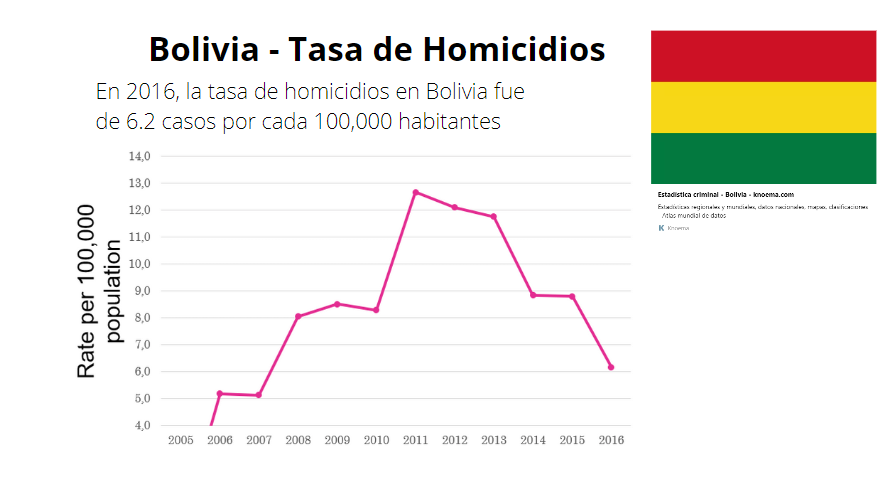 Bolivia - Tasa de Homicidios
En 2016, la tasa de homicidios en Bolivia fue
de 6.2 casos por cada 100,000 habitantes
Estadística criminal - Bolivia - knoema.com
Estadísticas regionales y mundiales, datos nacionales, mapas, clasificaciones
- Atlas mundial de datos
Knoema
Rate per 100,000
population
14,0
13,0
12,0
11,0
10,0
9,0
8,0
7,0
6,0
5,0
4,0
2005 2006 2007 2008 2009 2010 2011 2012 2013 2014 2015 2016